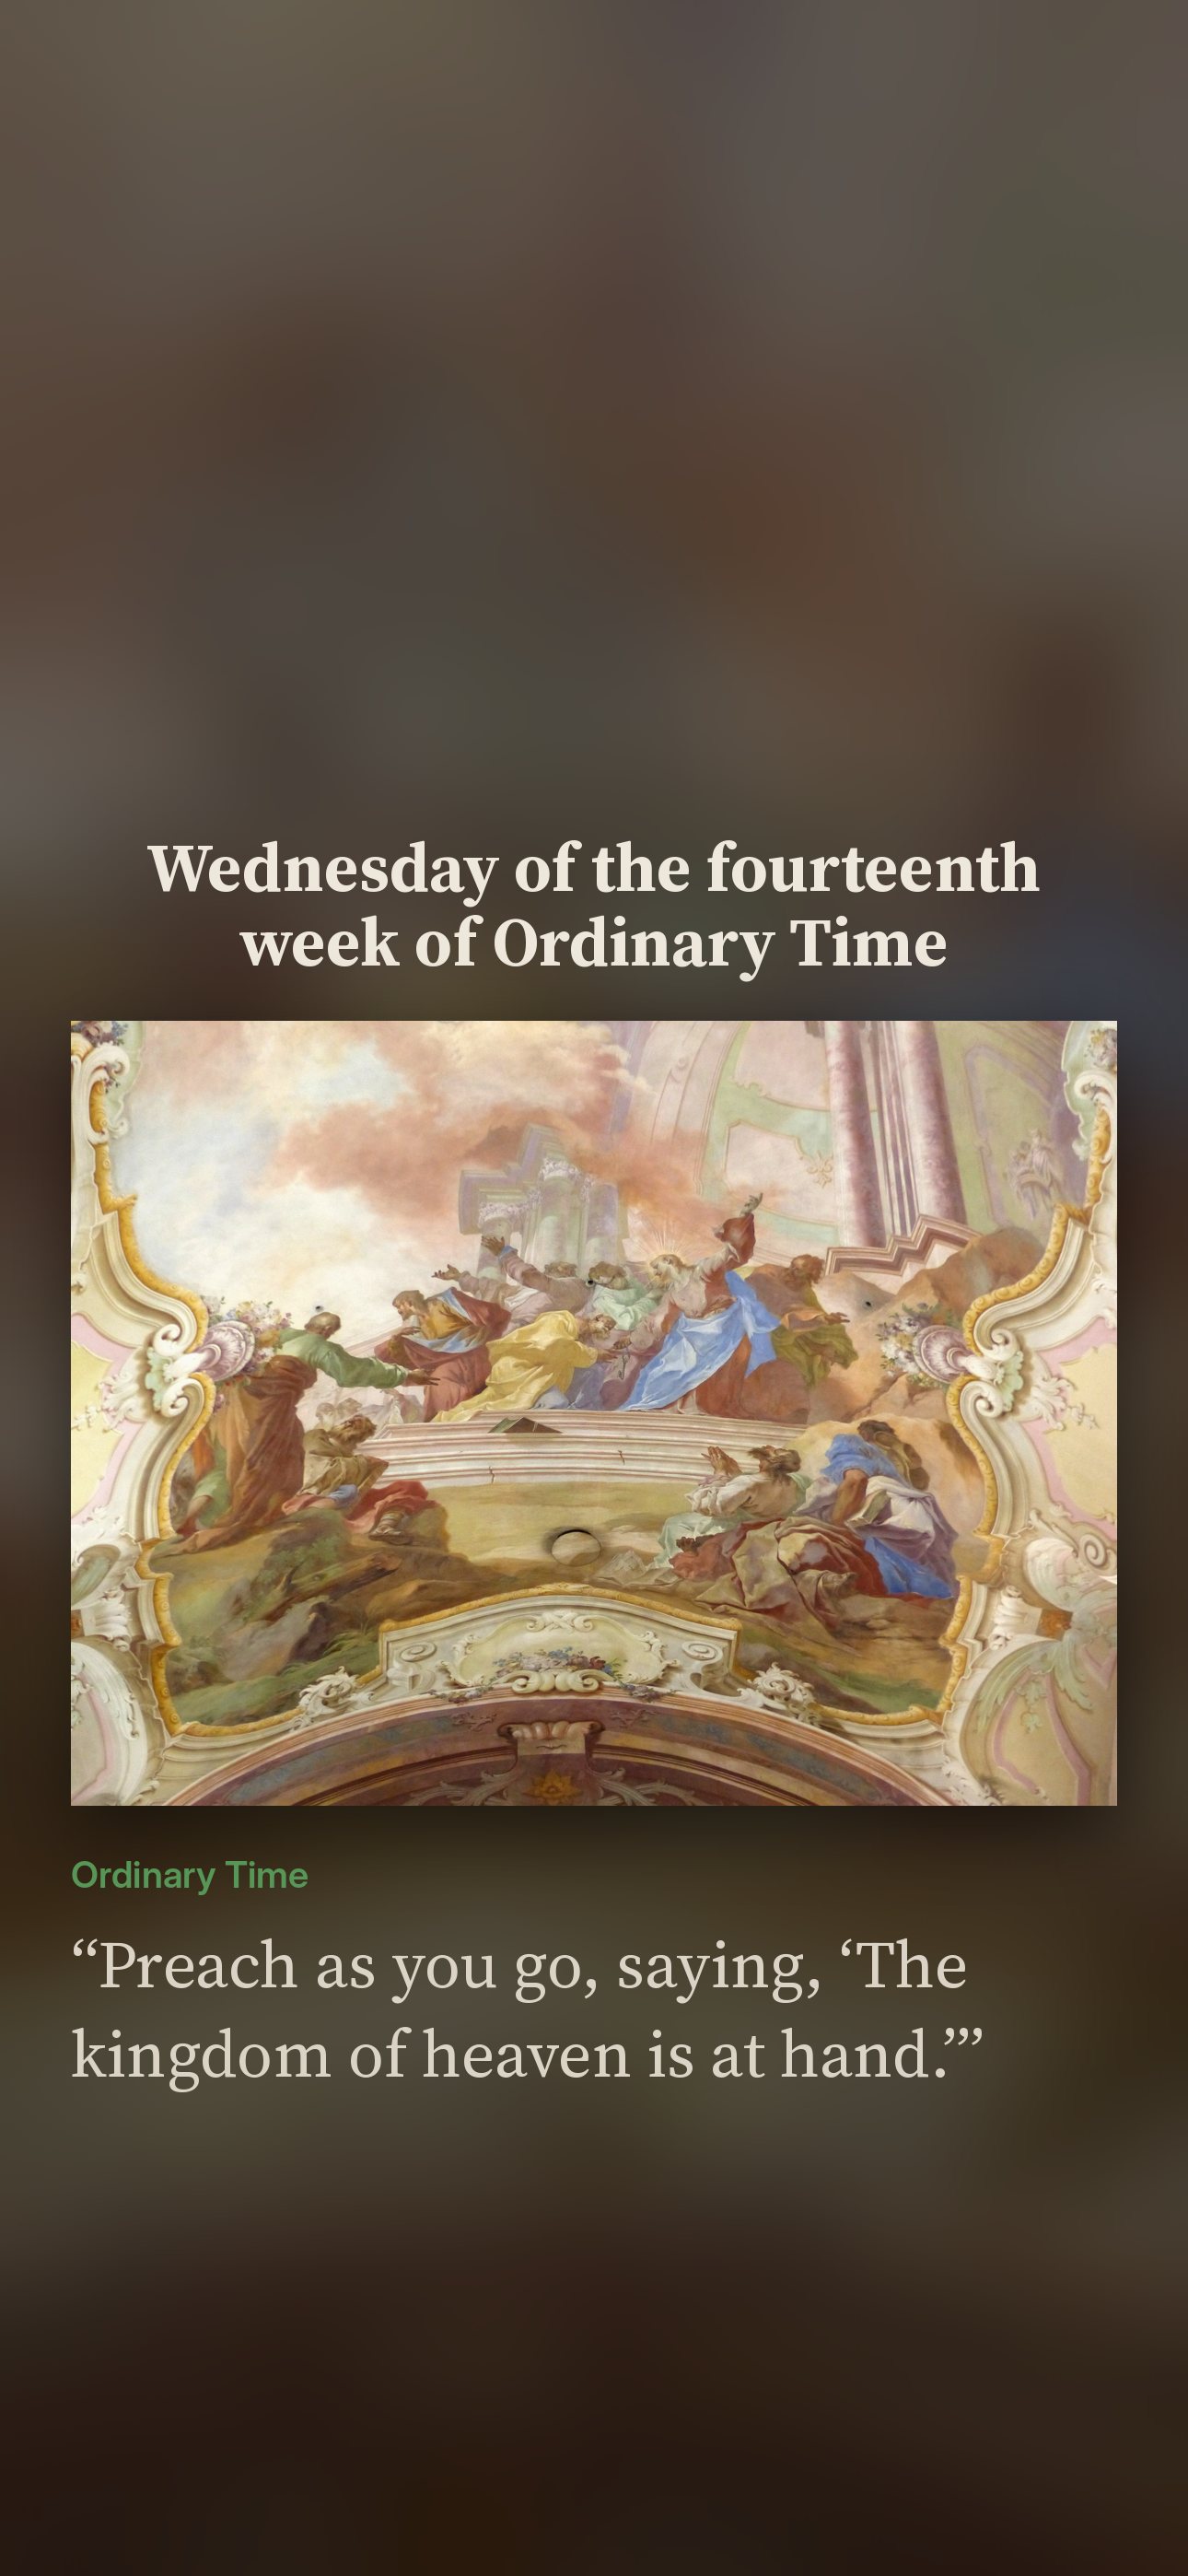 Wednesday of the fourteenth
week of Ordinary Time
Ordinary Time
“Preach as you go, saying, ‘The
kingdom of heaven is at hand.’”